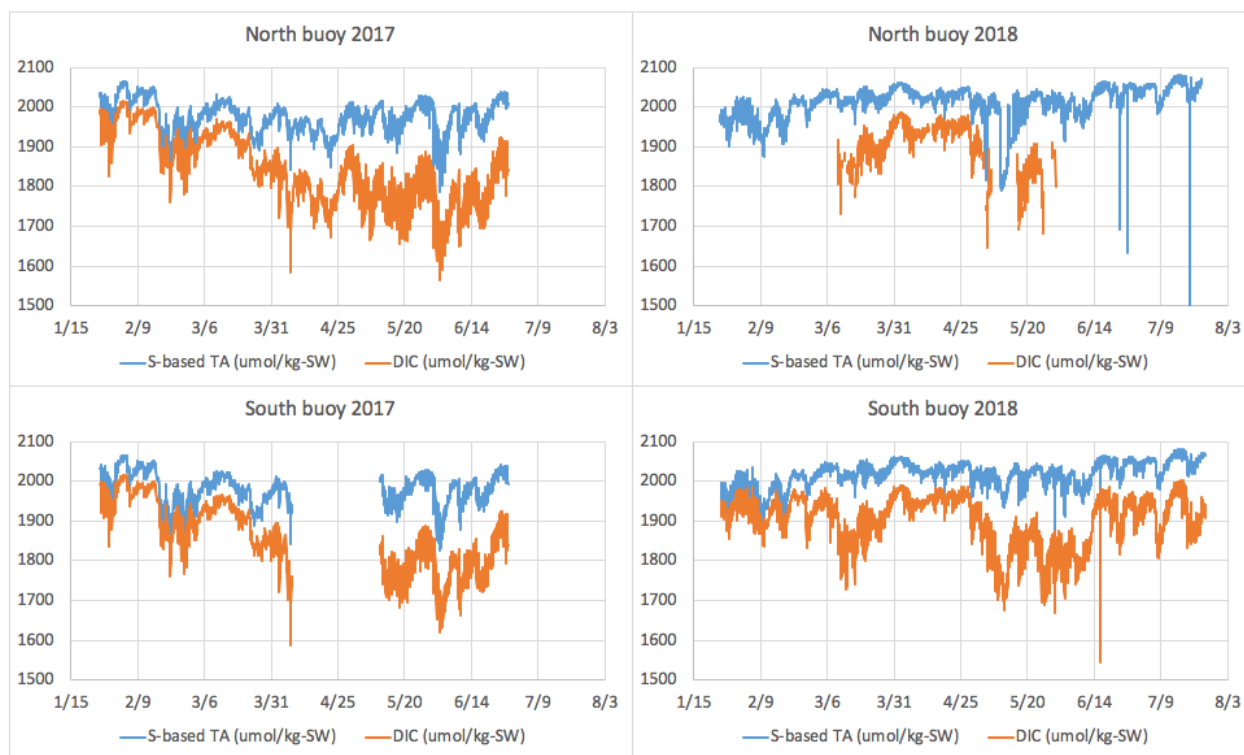 North buoy 2017
2100
2000
1900
1800
1700
1600
1500
1/15 2/9 3/6 3/31 4/25 5/20 6/14 7/9 8/3
S-based TA (umol/kg-SW) DIC (umol/kg-SW)
North buoy 2018
2100
2000
1900
1800
1700
1600
1500
1/15 2/9 3/6 3/31 4/25 5/20 6/14 7/9 8/3
S-based TA (umol/kg-SW) DIC (umol/kg-SW)
South buoy 2017
2100
2000
1900
1800
1700
1600
1500
1/15 2/9 3/6 3/31 4/25 5/20 6/14 7/9 8/3
S-based TA (umol/kg-SW) DIC (umol/kg-SW)
South buoy 2018
2100
2000
1900
1800
1700
1600
1500
1/15 2/9 3/6 3/31 4/25 5/20 6/14 7/9 8/3
S-based TA (umol/kg-SW) DIC (umol/kg-SW)